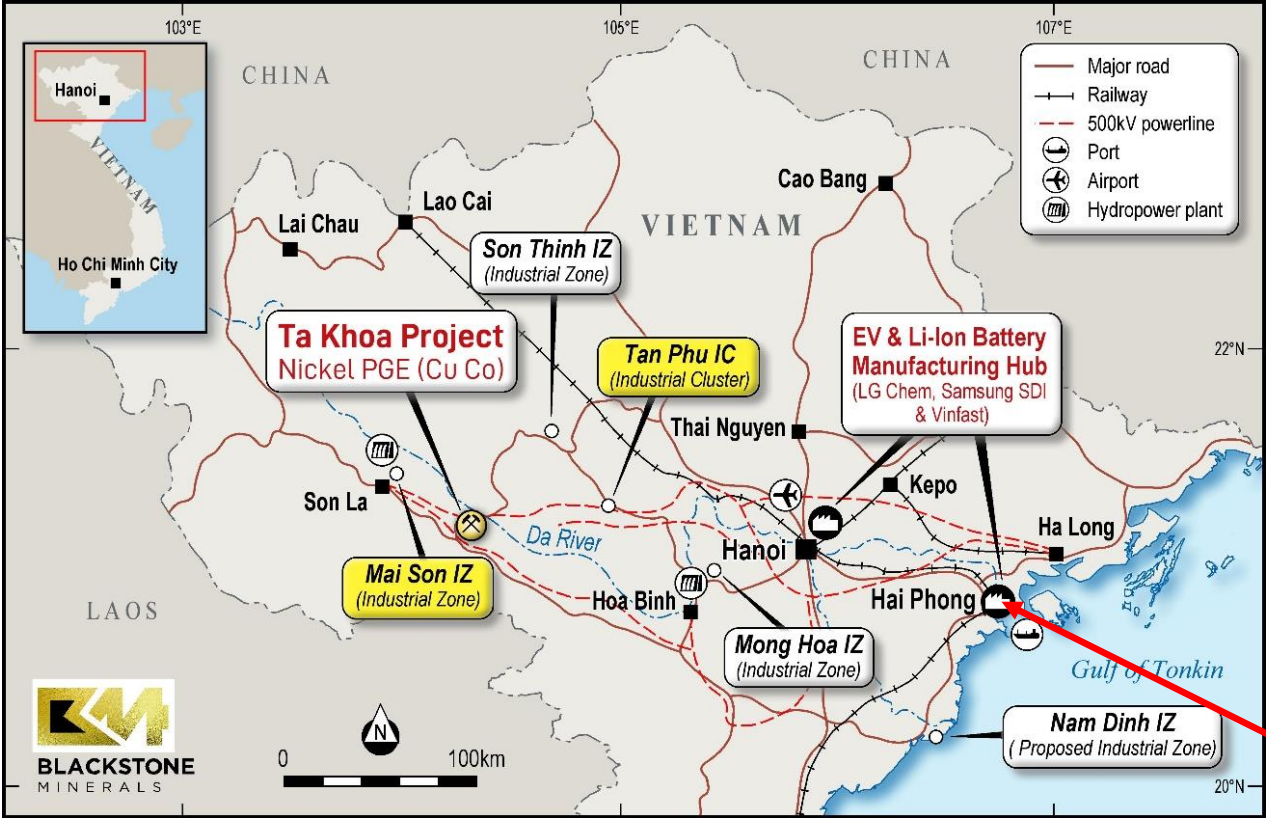 103°E
105°E
107°E
CHINA
CHINA
Hanoi
VIETNAM
Ho Chi Minh City
Major road
Railway
500kV powerline
Port
Airport
Hydropower plant
Cao Bang
Lao Cai
Lai Chau
VIETNAM
Son Thinh IZ
(Industrial Zone)
Ta Khoa Project
Nickel PGE (Cu Co)
Tan Phu IC
(Industrial Cluster)
EV & Li-Ion Battery
Manufacturing Hub
(LG Chem, Samsung SDI
& Vinfast)
22°N
Thai Nguyen
Kepo
Son La
Ha Long
Da River
Hanoi
Mai Son IZ
(Industrial Zone)
Hoa Binh
Hai Phong
LAOS
Mong Hoa IZ
(Industrial Zone)
Gulf of Tonkin
Nam Dinh IZ
( Proposed Industrial Zone)
BM
BLACKSTONE
MINERALS
N
0
100km
20°N